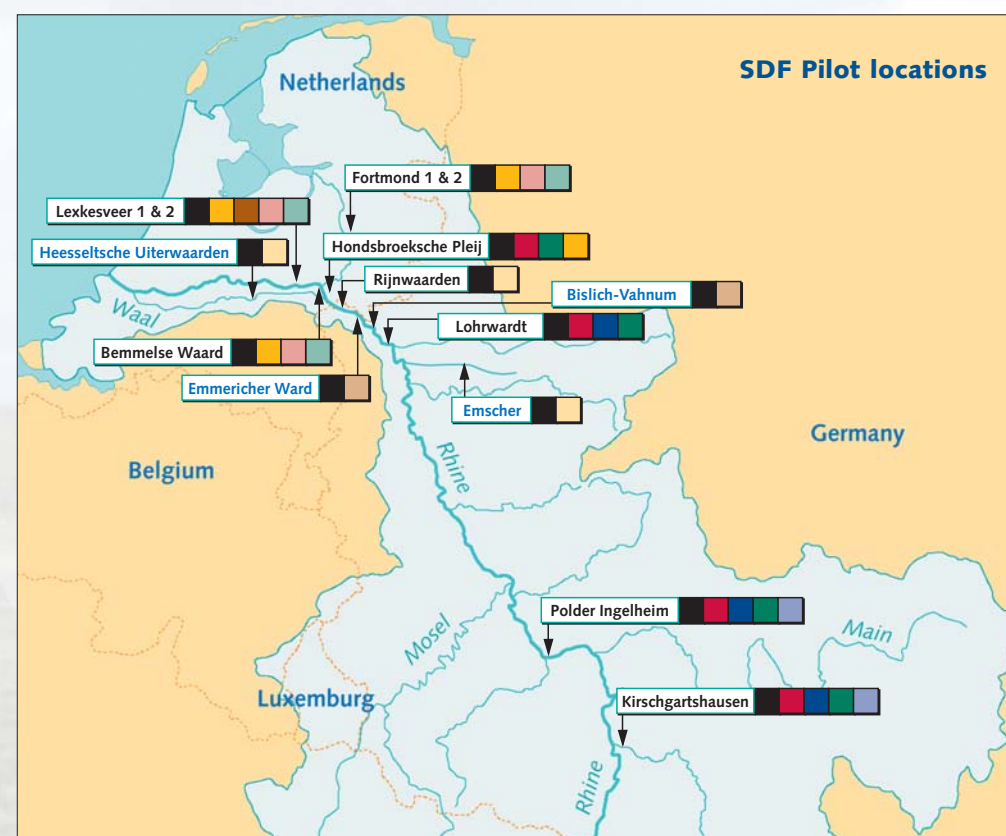 SDF Pilot locations
Netherlands
Fortmond 1 & 2
Lexkesveer 1 & 2
Heesseltsche Uiterwaarden
Hondsbroeksche Pleij
Rijnwaarden
Bislich-Vahnum
Waal
Lohrwardt
Bemmelse Waard
Emmericher Ward
Emscher
Germany
Belgium
Rhine
Polder Ingelheim
Main
Mosel
Luxemburg
Kirschgartshausen
Rhine